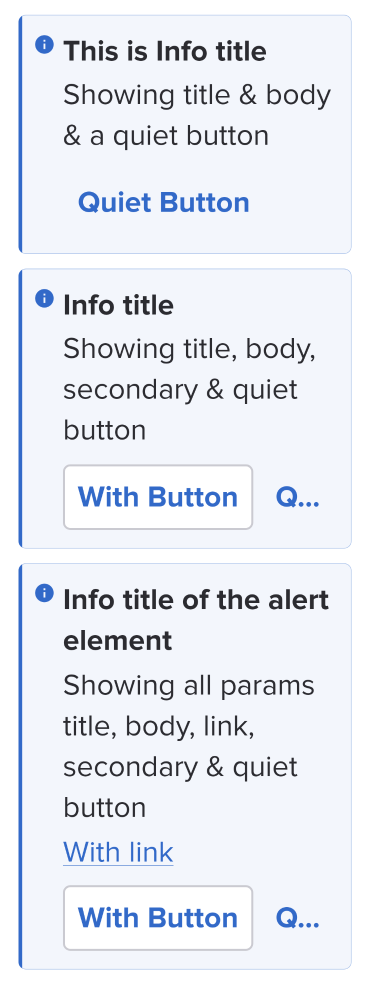 This is Info title
Showing title & body
& a quiet button
Quiet Button
Info title
Showing title, body,
secondary & quiet
button
With Button Q...
Info title of the alert
element
Showing all params
title, body, link,
secondary & quiet
button
With link
With Button Q...